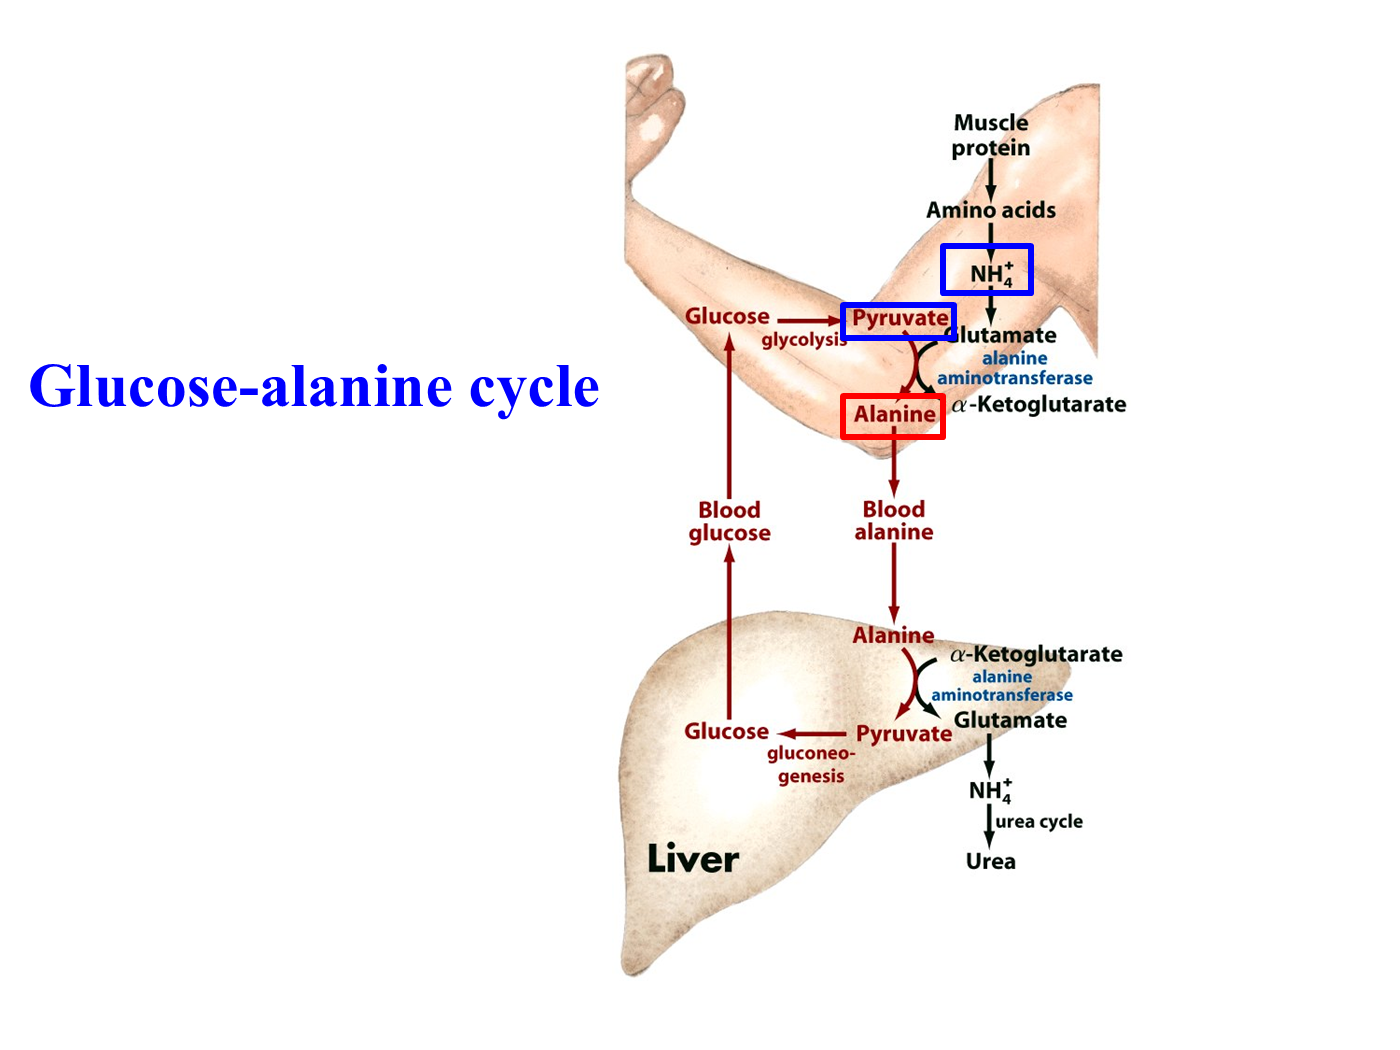 Glucose-alanine cycle
Muscle
protein
Amino acids
NH₄⁺
Glucose
glycolysis
Pyruvate
Glutamate
alanine
aminotransferase
Alanine
α-Ketoglutarate
Blood
glucose
Blood
alanine
Alanine
α-Ketoglutarate
alanine
aminotransferase
Glutamate
Glucose
Pyruvate
gluconeo-
genesis
NH₄⁺
urea cycle
Urea
Liver